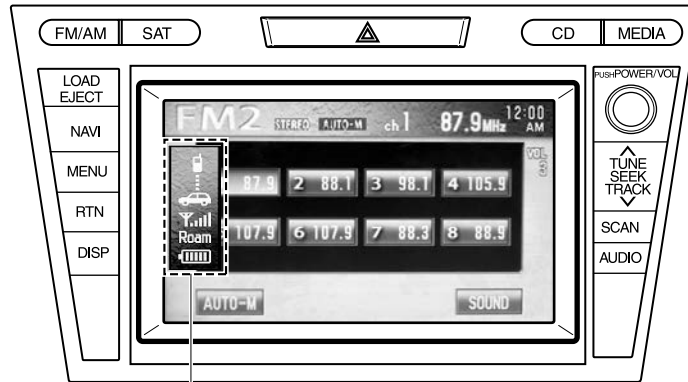 FM/AM SAT CD MEDIA
LOAD
EJECT
NAVI
MENU
RTN
DISP
FM2 STEREO AUTO-M ch 1 87.9 MHz 12:00
AM
VOL
87.9 2 88.1 3 98.1 4 105.9
107.9 6 107.9 7 88.3 8 88.9
Roam
AUTO-M SOUND
PUSH POWER/VOL
TUNE
SEEK
TRACK
SCAN
AUDIO